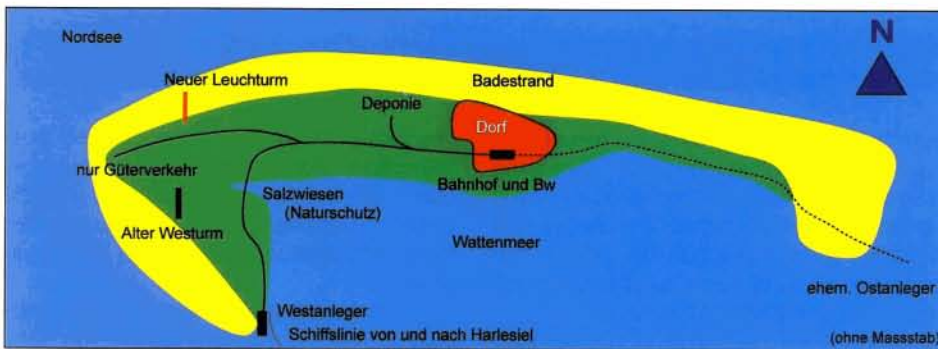 Nordsee
N
Neuer Leuchturm
Badestrand
Deponie
Dorf
nur Güterverkehr
Bahnhof und Bw
Salzwiesen
(Naturschutz)
Alter Westurm
Wattenmeer
ehem. Ostanleger
Westanleger
Schiffslinie von und nach Harlesiel
(ohne Massstab)